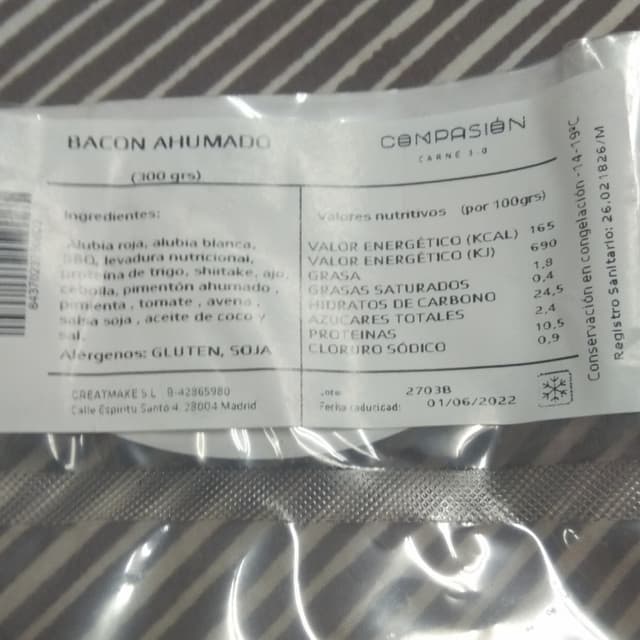 BACON AHUMADO
(300 grs)
COMPASIÓN
CARNE 3.0
Ingredientes:
Alubia roja, alubia blanca,
BBQ, levadura nutricional,
proteína de trigo, shiitake, ajo,
cebolla, pimentón ahumado,
pimienta, tomate, avena,
salsa soja, aceite de coco y
sal.
Alérgenos: GLUTEN, SOJA
Valores nutritivos (por 100grs)
VALOR ENERGÉTICO (KCAL) 165
VALOR ENERGÉTICO (KJ) 690
GRASA 1,8
GRASAS SATURADOS 0,4
HIDRATOS DE CARBONO 24,5
AZÚCARES TOTALES 2,4
PROTEÍNAS 10,5
CLORURO SÓDICO 0,9
CREATMAKE S.L B-42865980
Calle Espíritu Santo 4. 28004 Madrid
Lote: 2703B
Fecha caducidad: 01/06/2022
Conservación en congelación -14-19ºC
Registro Sanitario: 26.021826/M